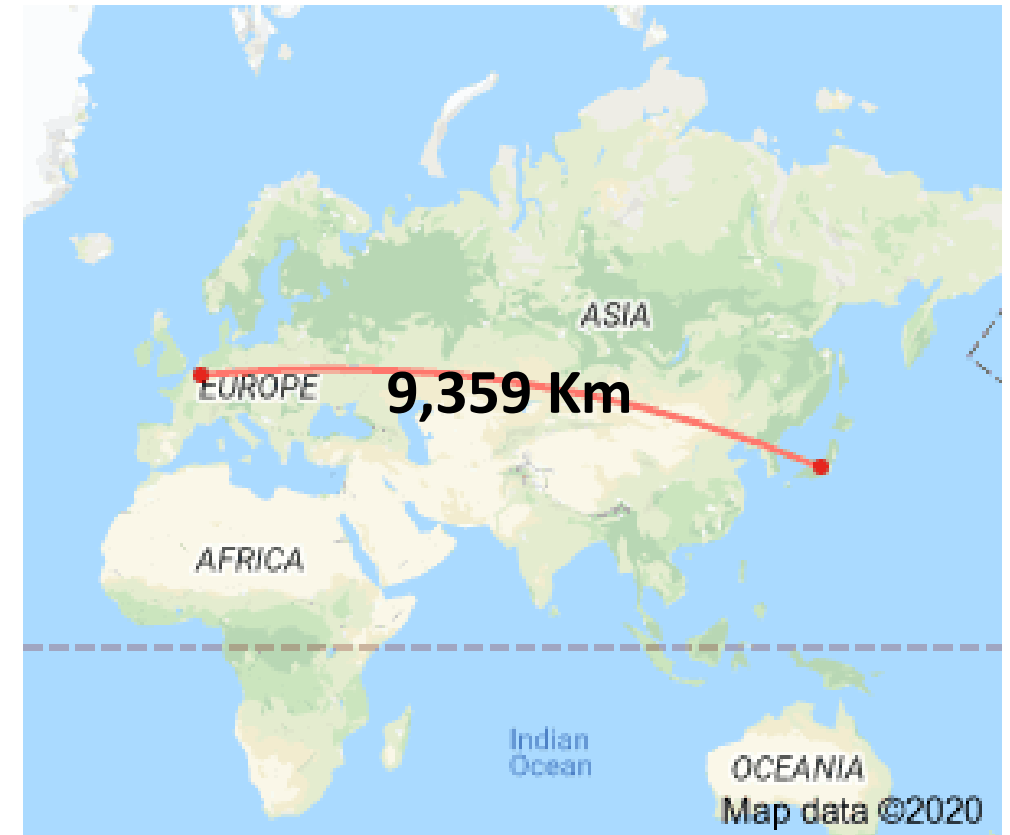 ASIA
EUROPE
9,359 Km
AFRICA
Indian
Ocean
OCEANIA
Map data ©2020